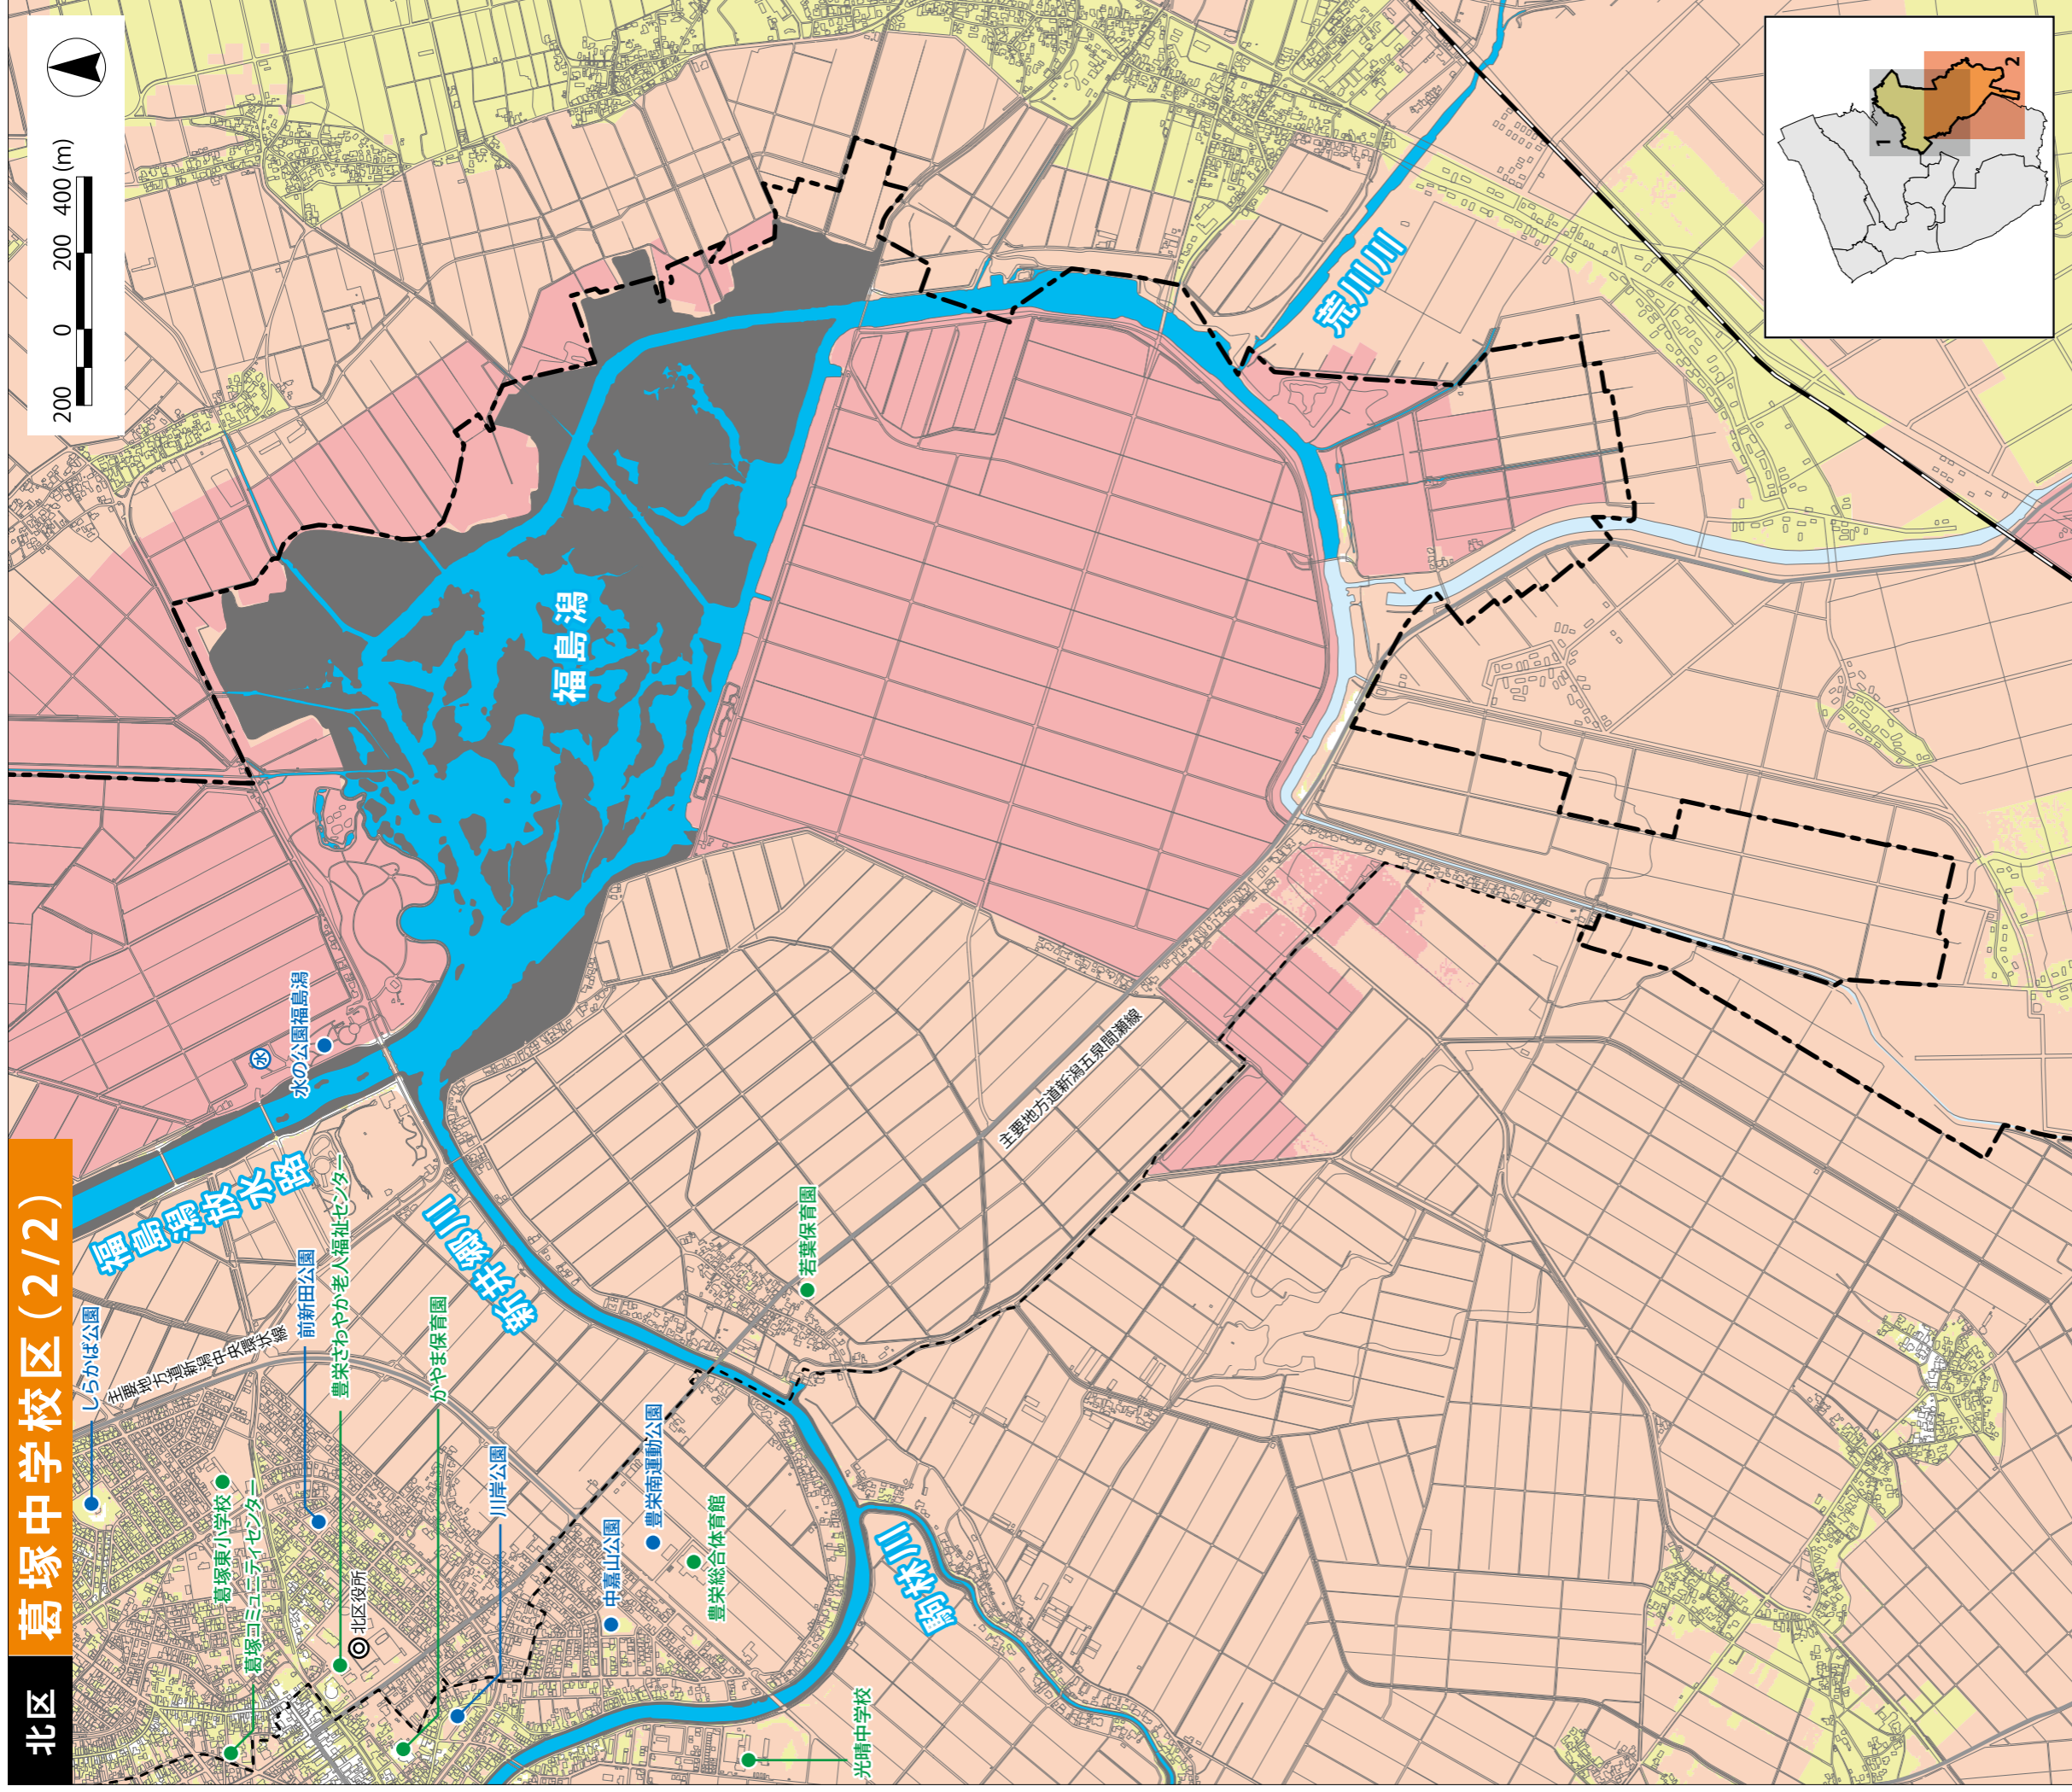 北区
葛塚中学校区(2/2)
200 0 200 400 (m)
しらかば公園
主要地方道新潟中央環状線
福島潟放水路
水
水の公園福島潟
葛塚東小学校
葛塚コミュニティセンター
前新田公園
豊栄さわやか老人福祉センター
北区役所
かやま保育園
川岸公園
新井郷川
福島潟
中嘉山公園
豊栄南運動公園
豊栄総合体育館
若葉保育園
光晴中学校
駒林川
主要地方道新潟五泉間瀬線
荒川川
1
2